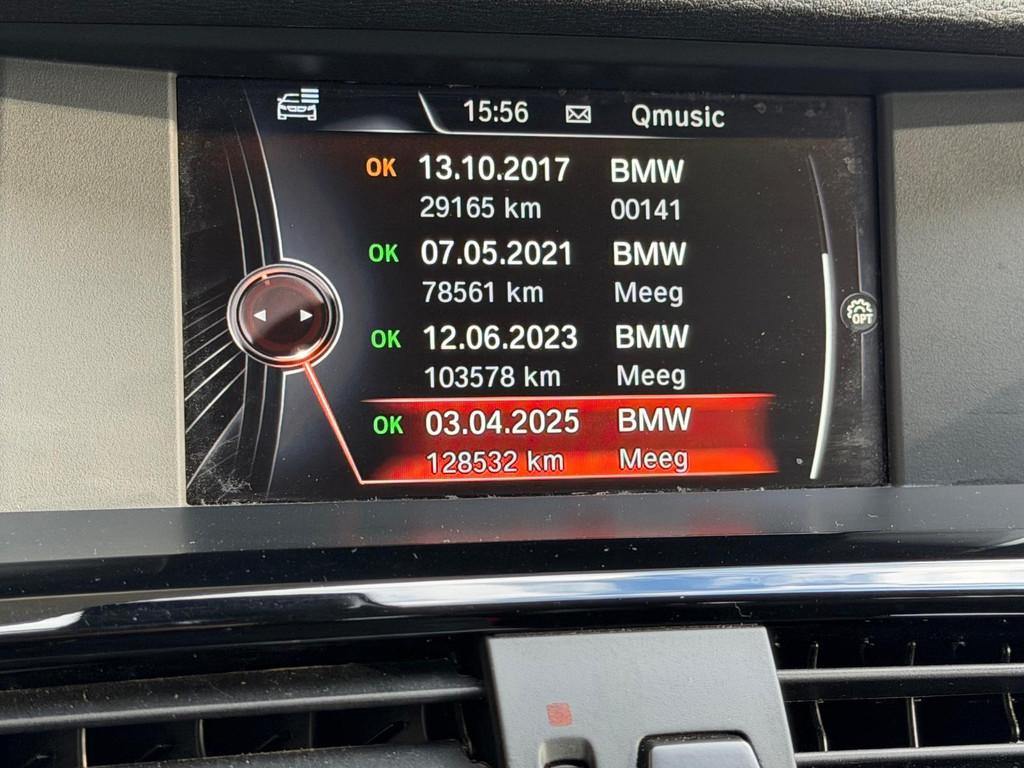 15:56 Qmusic
OK 13.10.2017 BMW
29165 km 00141
OK 07.05.2021 BMW
78561 km Meeg
OK 12.06.2023 BMW
103578 km Meeg
OK 03.04.2025 BMW
128532 km Meeg
OPT